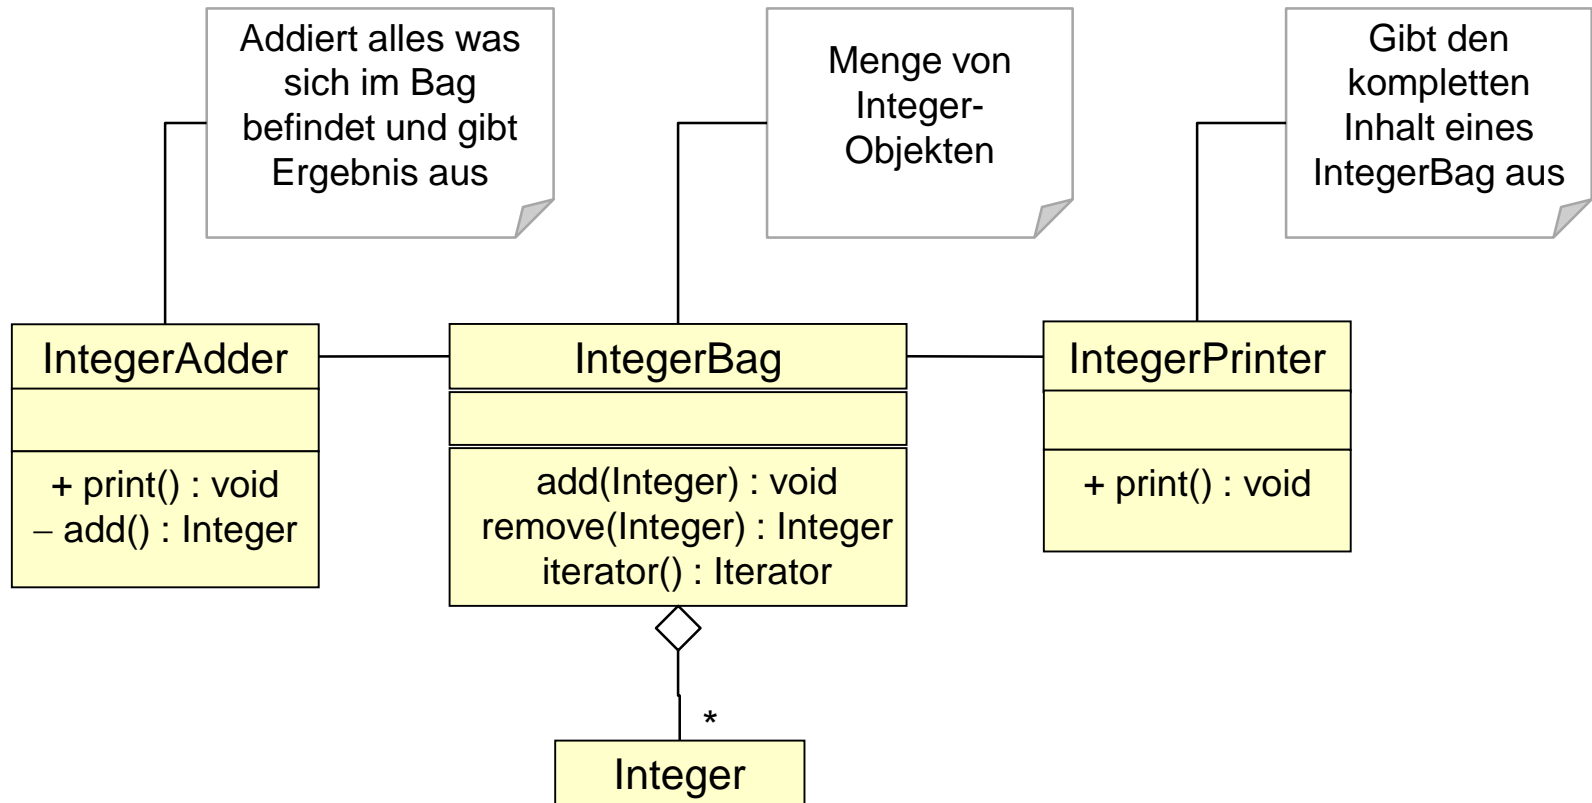 Addiert alles was
sich im Bag
befindet und gibt
Ergebnis aus
Menge von
Integer-
Objekten
Gibt den
kompletten
Inhalt eines
IntegerBag aus
IntegerAdder
+ print() : void
– add() : Integer
IntegerBag
add(Integer) : void
remove(Integer) : Integer
iterator() : Iterator
IntegerPrinter
+ print() : void
*
Integer